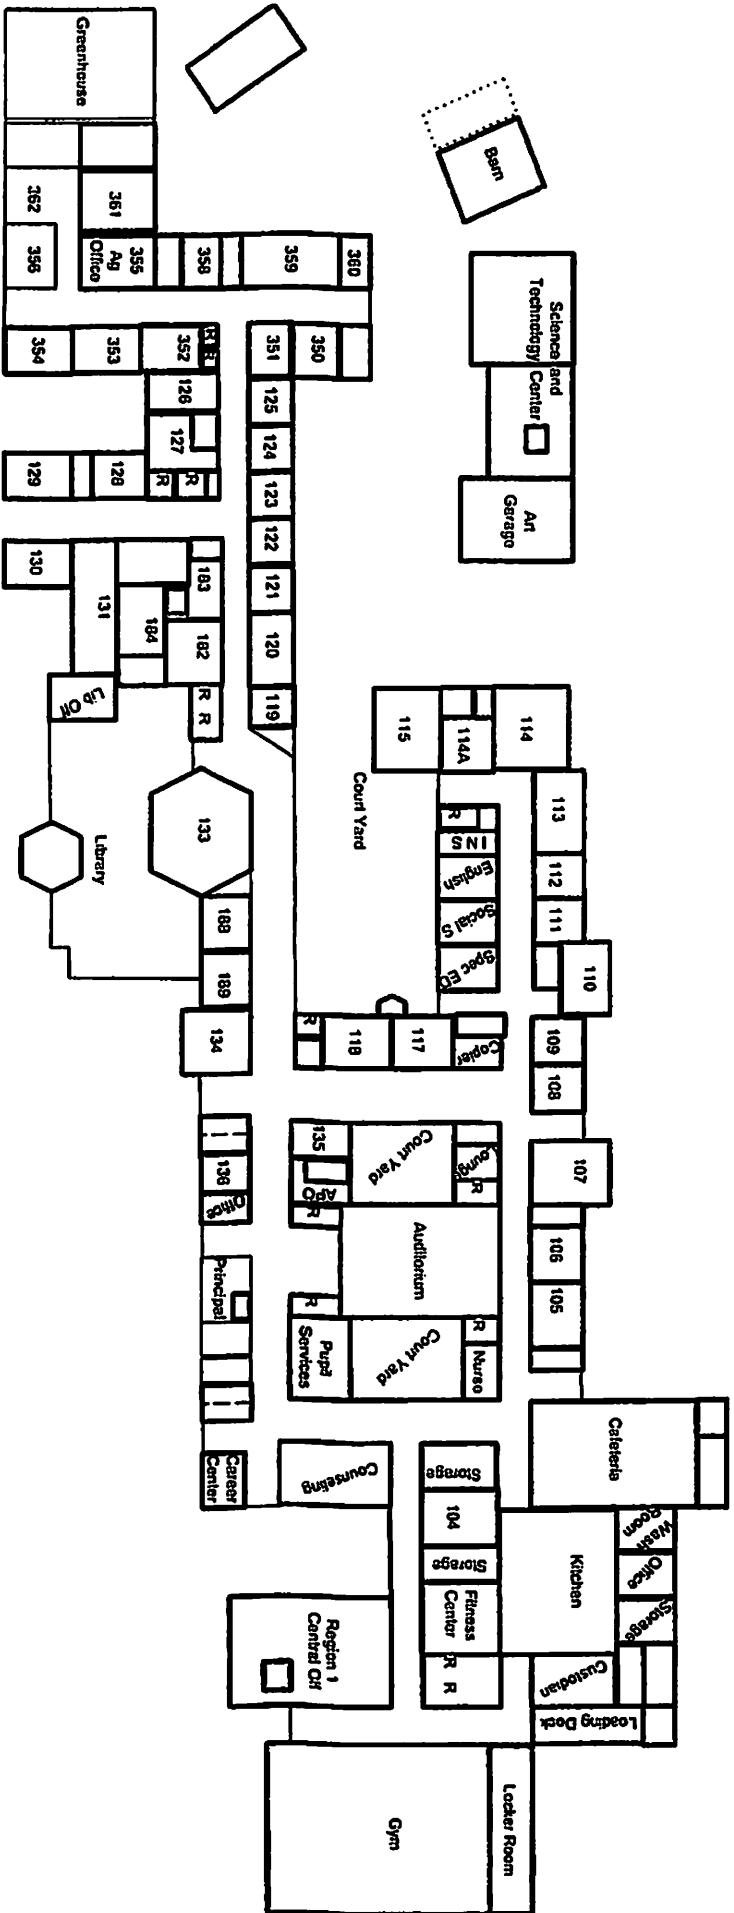 Greenhouse
Barn
362
361
356
355
Ag
Office
358
359
360
Science and
Technology Center
Art
Garage
354
353
352
R R
351
350
126
125
127
124
129
128
R
R
123
122
130
131
183
184
182
121
120
R R
119
Lib Off
Library
133
115
114A
114
Court Yard
R
INS
English
Social S
Spec ED
113
112
111
110
188
189
134
R
118
117
Copier
109
108
107
136
Office
135
R
Court Yard
Lounge
R
Auditorium
106
105
Principal
R
Pupil
Services
Court Yard
R
Nurse
Career
Center
Counseling
Storage
104
Storage
Fitness
Center
R R
Cafeteria
Kitchen
Wash
Room
Office
Storage
Custodian
Loading Dock
Region 1
Central Off
Gym
Locker Room